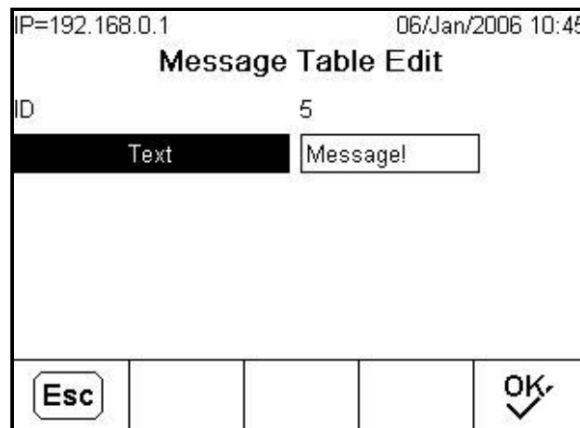 IP=192.168.0.1 06/Jan/2006 10:45
Message Table Edit
ID 5
Text Message!
Esc OK